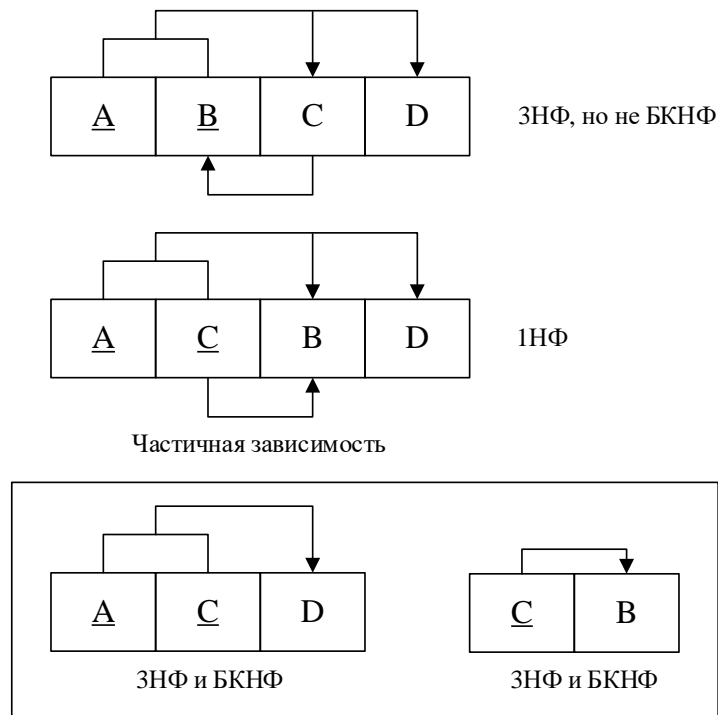 A B C D 3НФ, но не БКНФ
A C B D 1НФ
Частичная зависимость
A C D C B
3НФ и БКНФ 3НФ и БКНФ